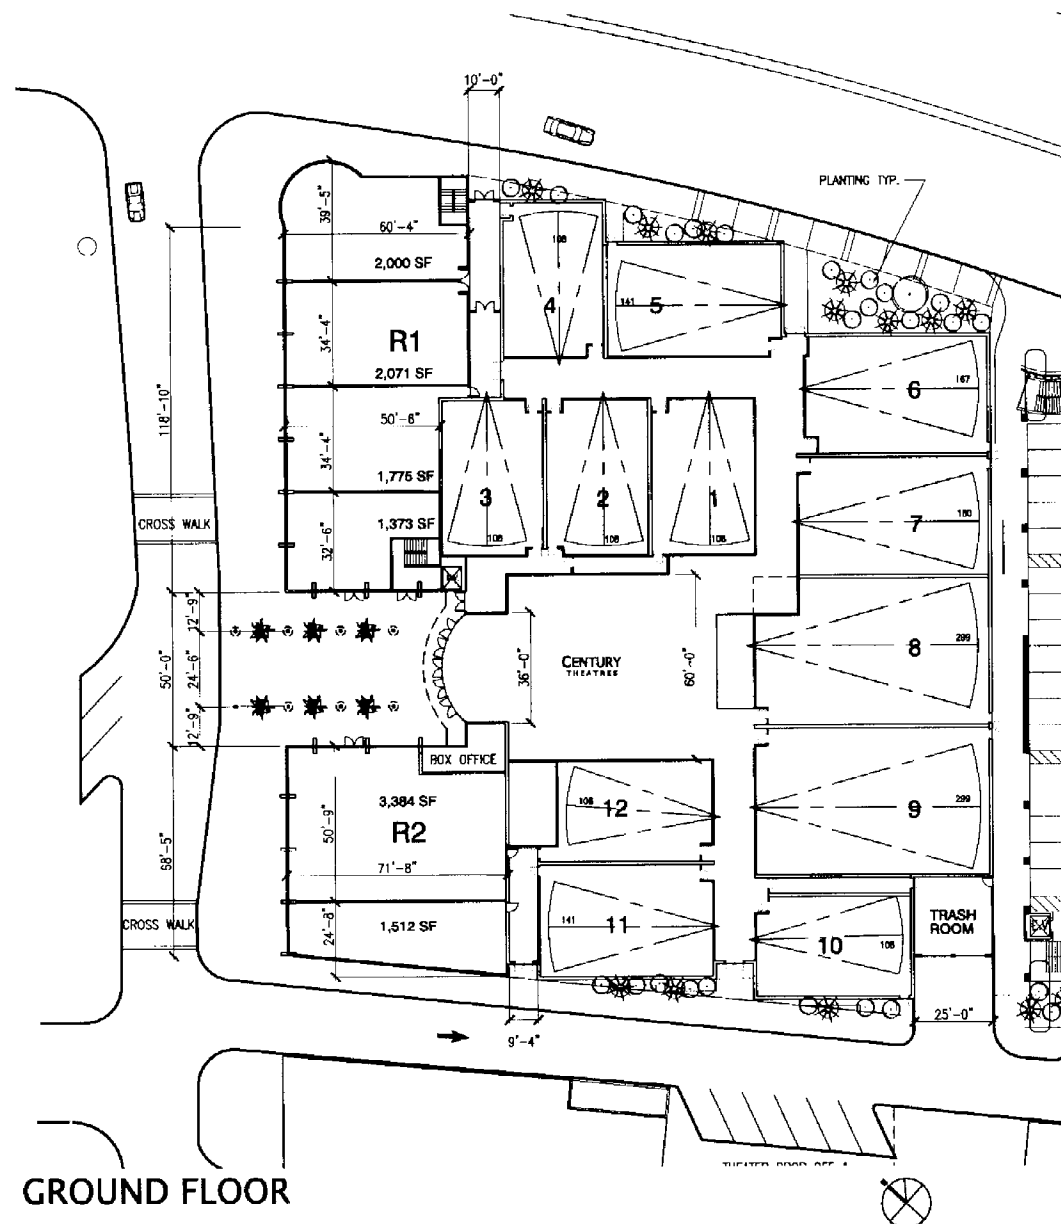 10'-0"
PLANTING TYP.
39'-5"
60'-4"
2,000 SF
108
4
141
5
34'-4"
R1
2,071 SF
6
167
118'-10"
50'-6"
34'-4"
1,775 SF
3
2
1
108
108
108
7
180
CROSS WALK
1,373 SF
32'-6"
12'-9"
50'-0"
24'-6"
12'-9"
36'-0"
CENTURY
THEATRES
60'-0"
8
299
BOX OFFICE
3,384 SF
R2
50'-9"
71'-8"
68'-5"
108
12
9
299
CROSS WALK
24'-8"
1,512 SF
141
11
10
108
TRASH
ROOM
25'-0"
9'-4"
GROUND FLOOR